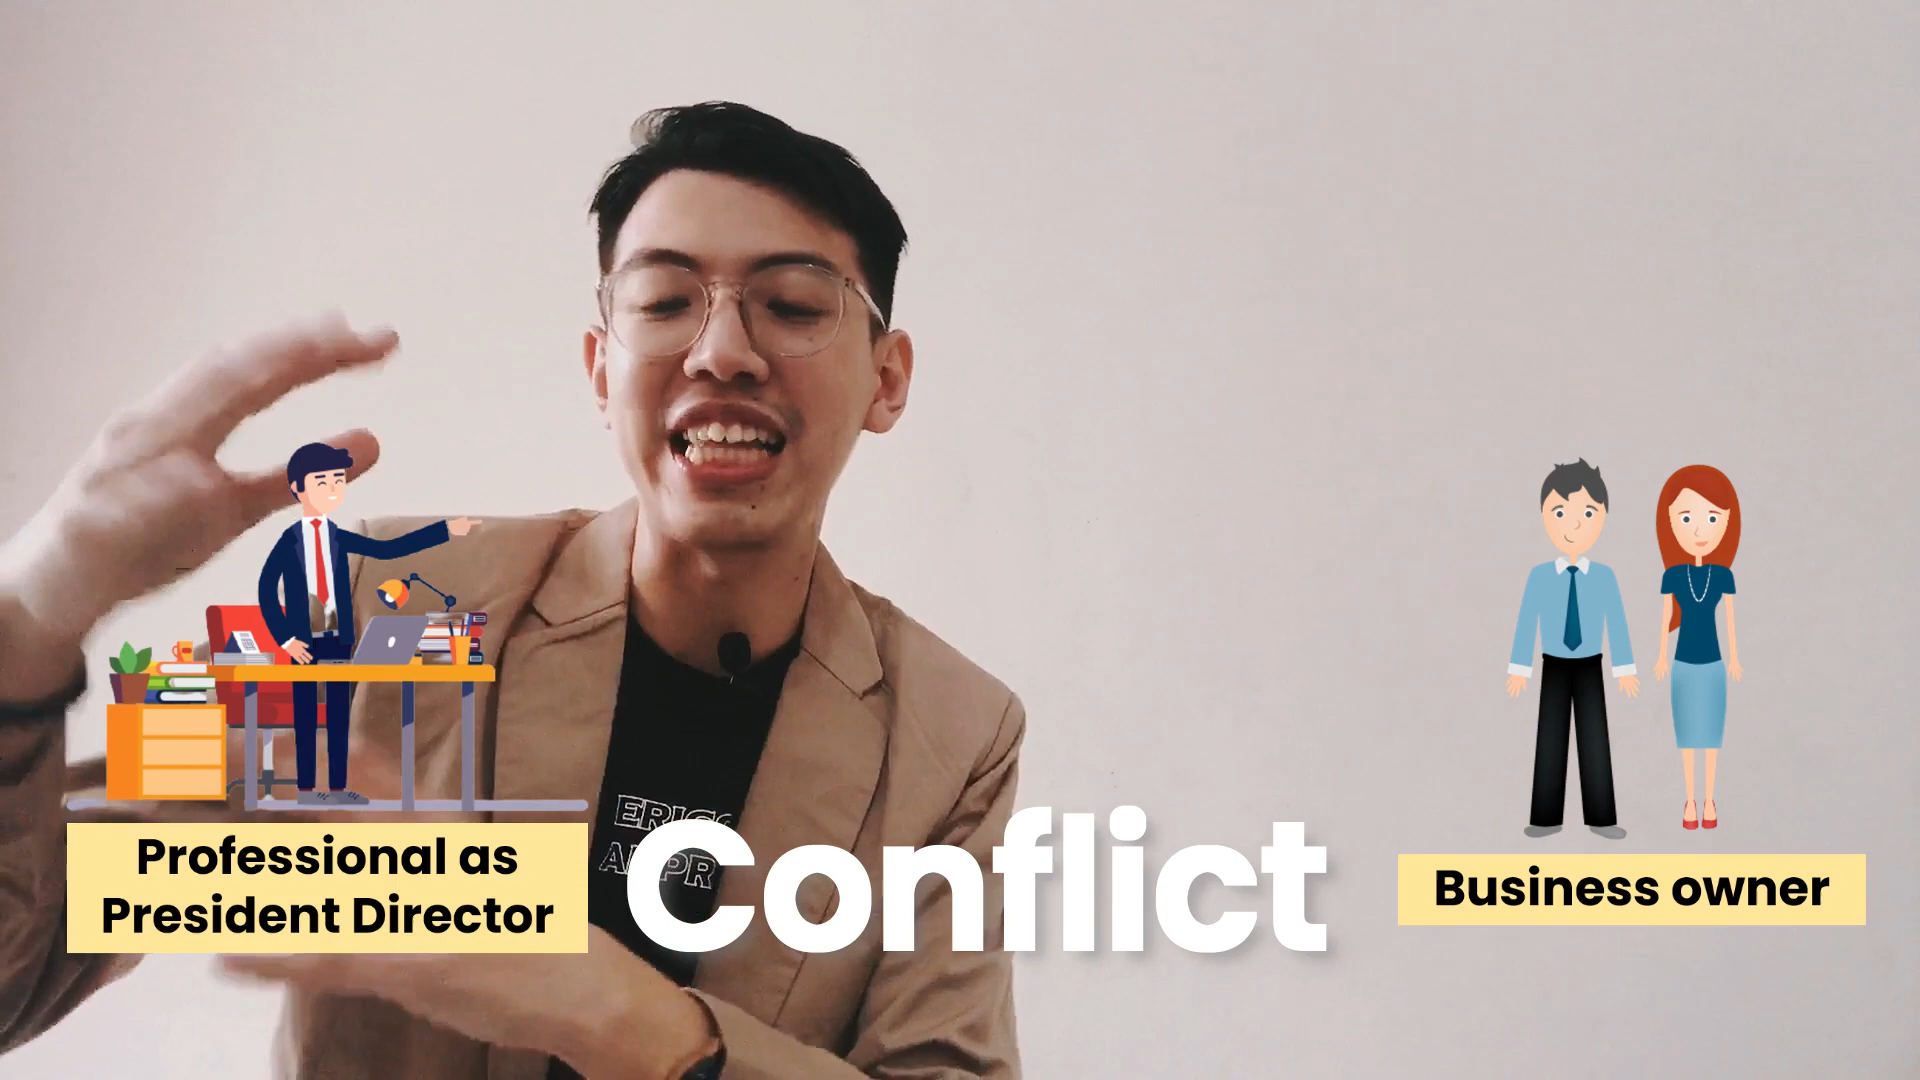 Professional as
President Director
Conflict
Business owner